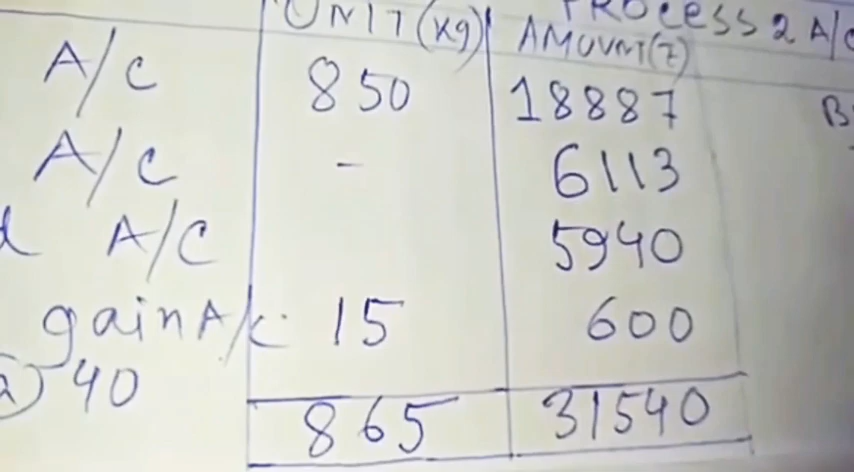 PROCESS 2 A/C
UNIT (Kg) AMOUNT(₹)
A/C 850 18887
A/C - 6113
A/C 5940
gain A/C 15 600
40
865 31540